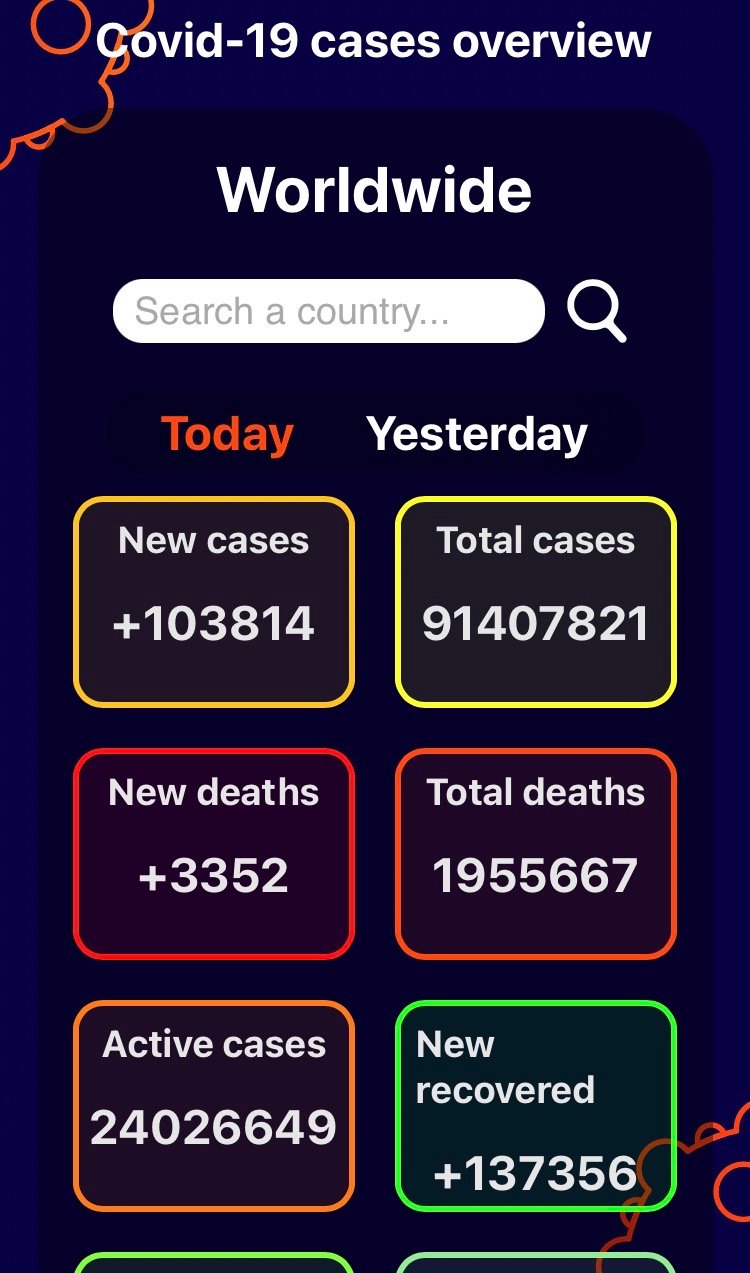 Covid-19 cases overview
Worldwide
Search a country...
Today Yesterday
New cases
+103814
Total cases
91407821
New deaths
+3352
Total deaths
1955667
Active cases
24026649
New
recovered
+137356